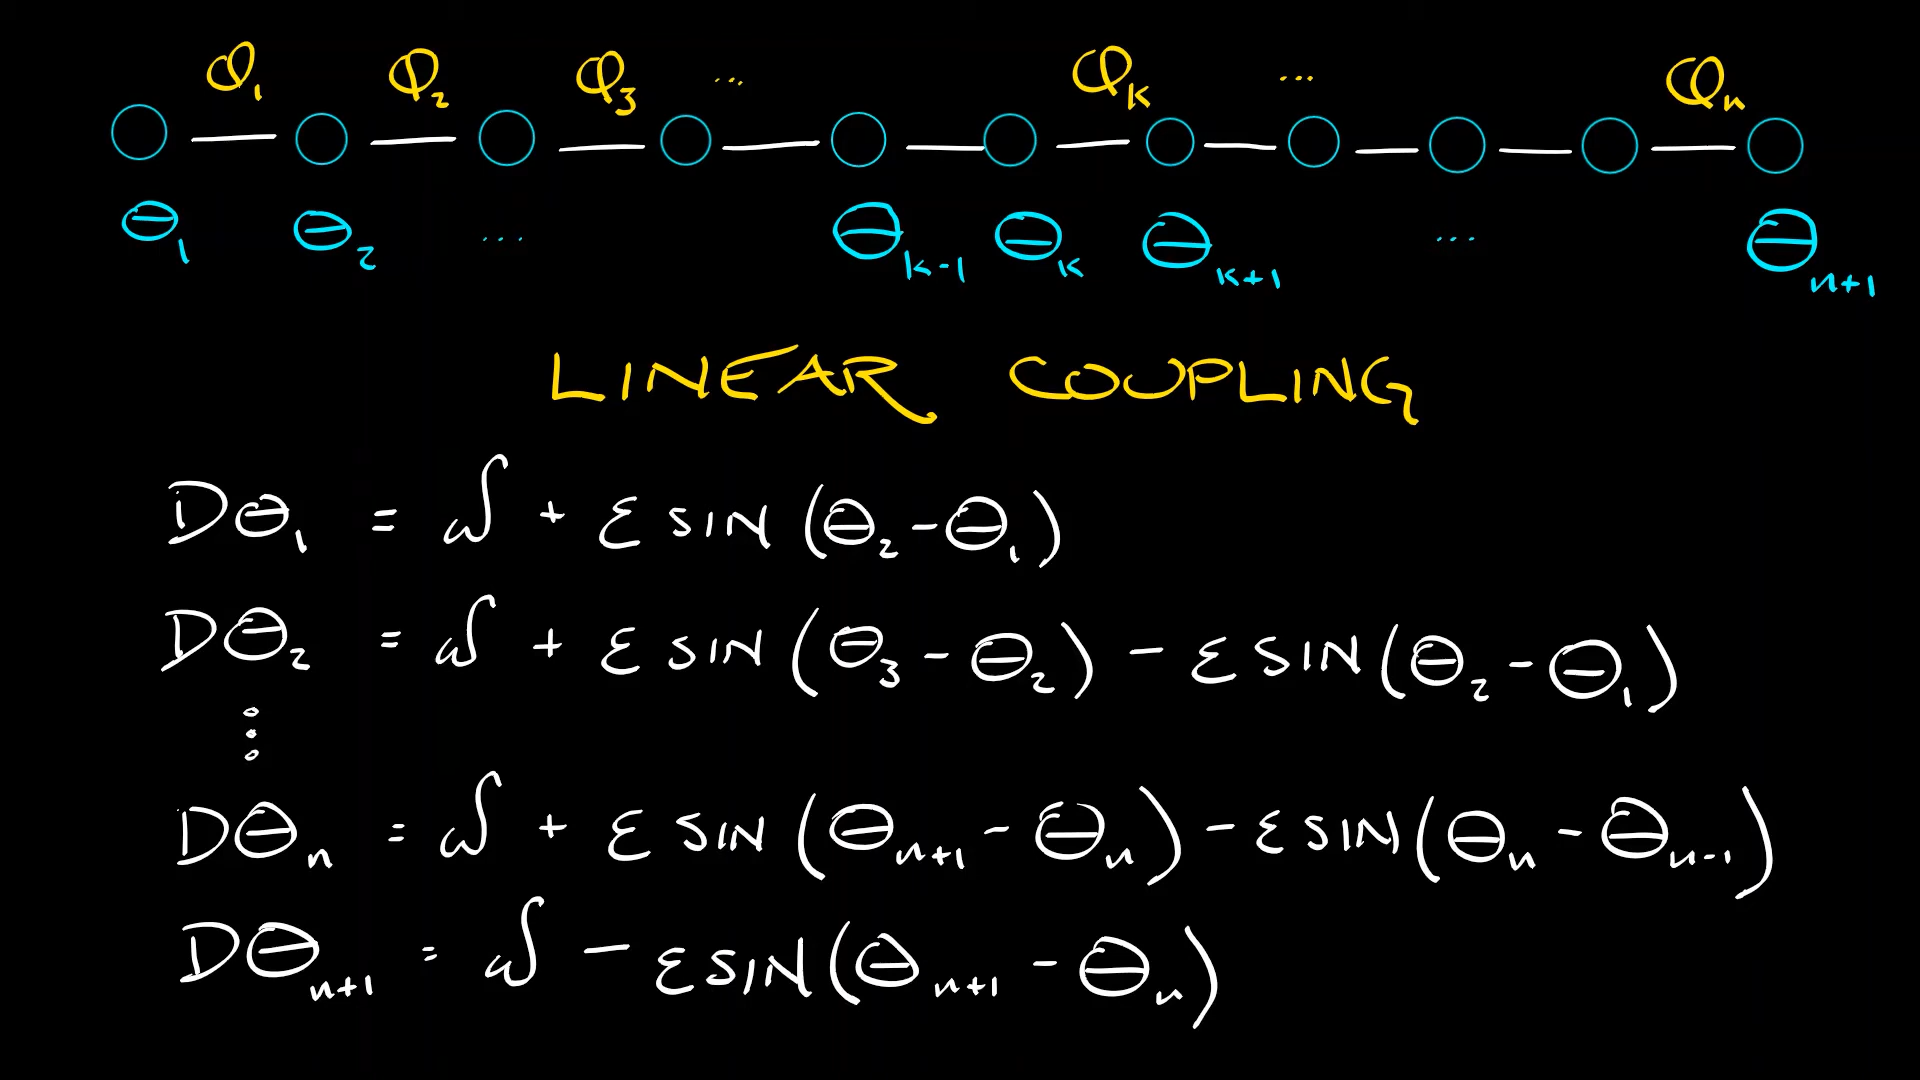 φ₁ φ₂ φ₃ ... φₖ ... φₙ
θ₁ θ₂ ... θₖ₋₁ θₖ θₖ₊₁ ... θₙ₊₁
LINEAR COUPLING
Dθ₁ = ω + ε SIN (θ₂ - θ₁)
Dθ₂ = ω + ε SIN (θ₃ - θ₂) - ε SIN (θ₂ - θ₁)
⋮
Dθₙ = ω + ε SIN (θₙ₊₁ - θₙ) - ε SIN (θₙ - θₙ₋₁)
Dθₙ₊₁ = ω - ε SIN (θₙ₊₁ - θₙ)